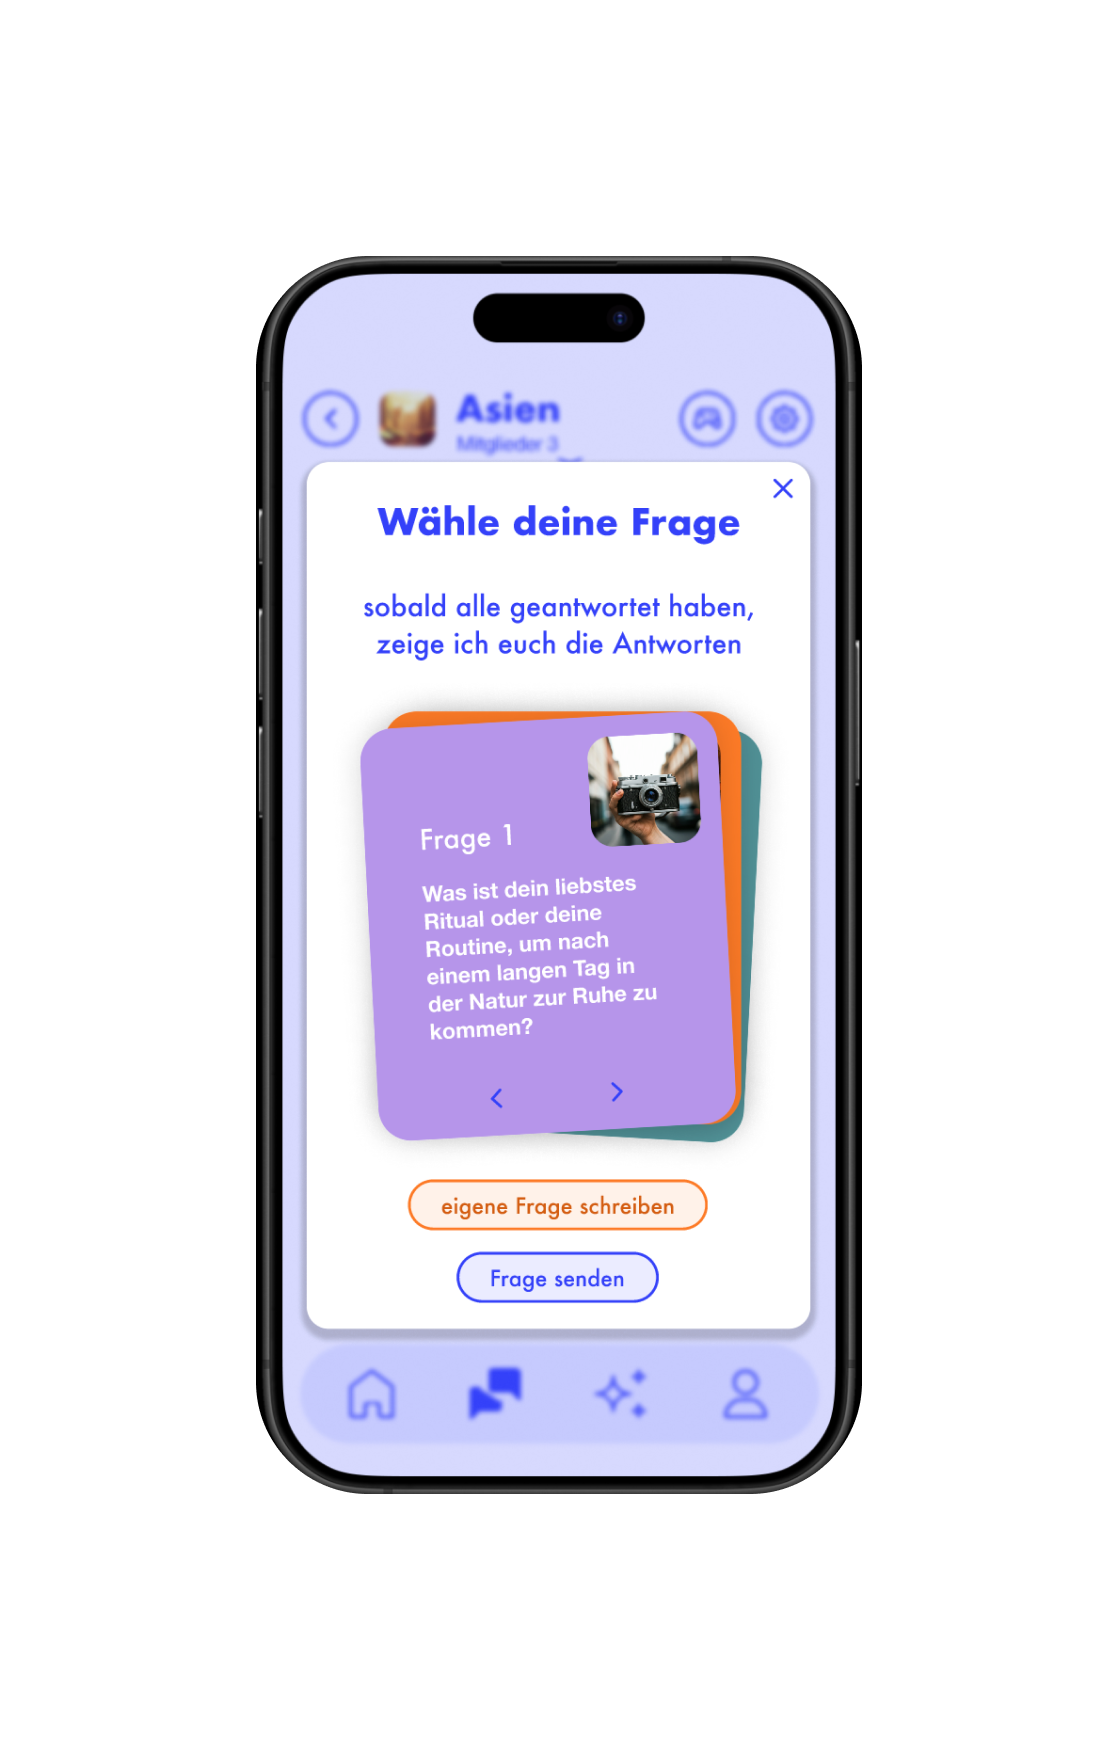 Asien
Mitglieder 3
Wähle deine Frage
sobald alle geantwortet haben,
zeige ich euch die Antworten
Frage 1
Was ist dein liebstes
Ritual oder deine
Routine, um nach
einem langen Tag in
der Natur zur Ruhe zu
kommen?
eigene Frage schreiben
Frage senden